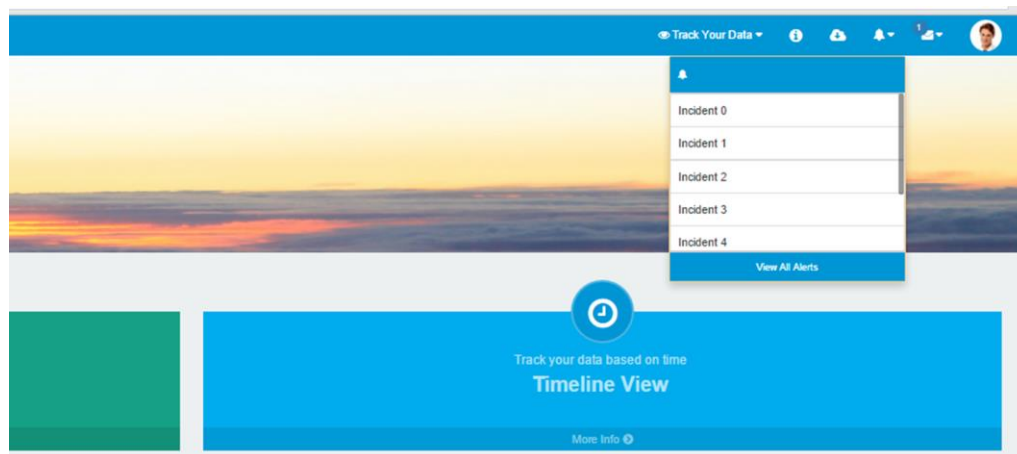 Track Your Data
1
Incident 0
Incident 1
Incident 2
Incident 3
Incident 4
View All Alerts
Track your data based on time
Timeline View
More Info